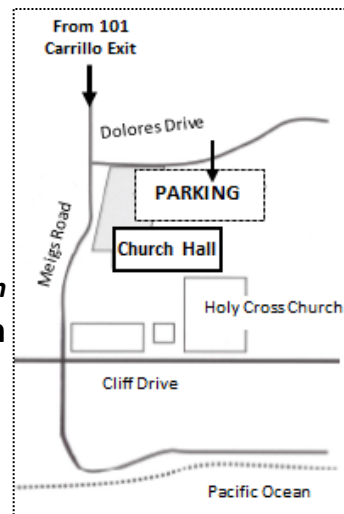 From 101
Carrillo Exit
Dolores Drive
PARKING
Meigs Road
Church Hall
n
n
Holy Cross Church
Cliff Drive
Pacific Ocean